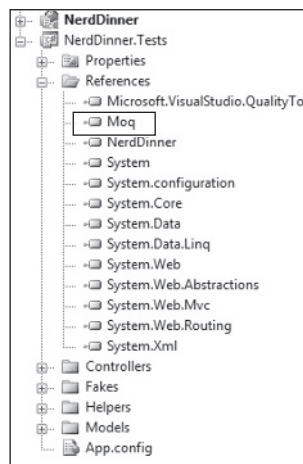 NerdDinner
NerdDinner.Tests
Properties
References
Microsoft.VisualStudio.QualityTo
Moq
NerdDinner
System
System.configuration
System.Core
System.Data
System.Data.Linq
System.Web
System.Web.Abstractions
System.Web.Mvc
System.Web.Routing
System.Xml
Controllers
Fakes
Helpers
Models
App.config